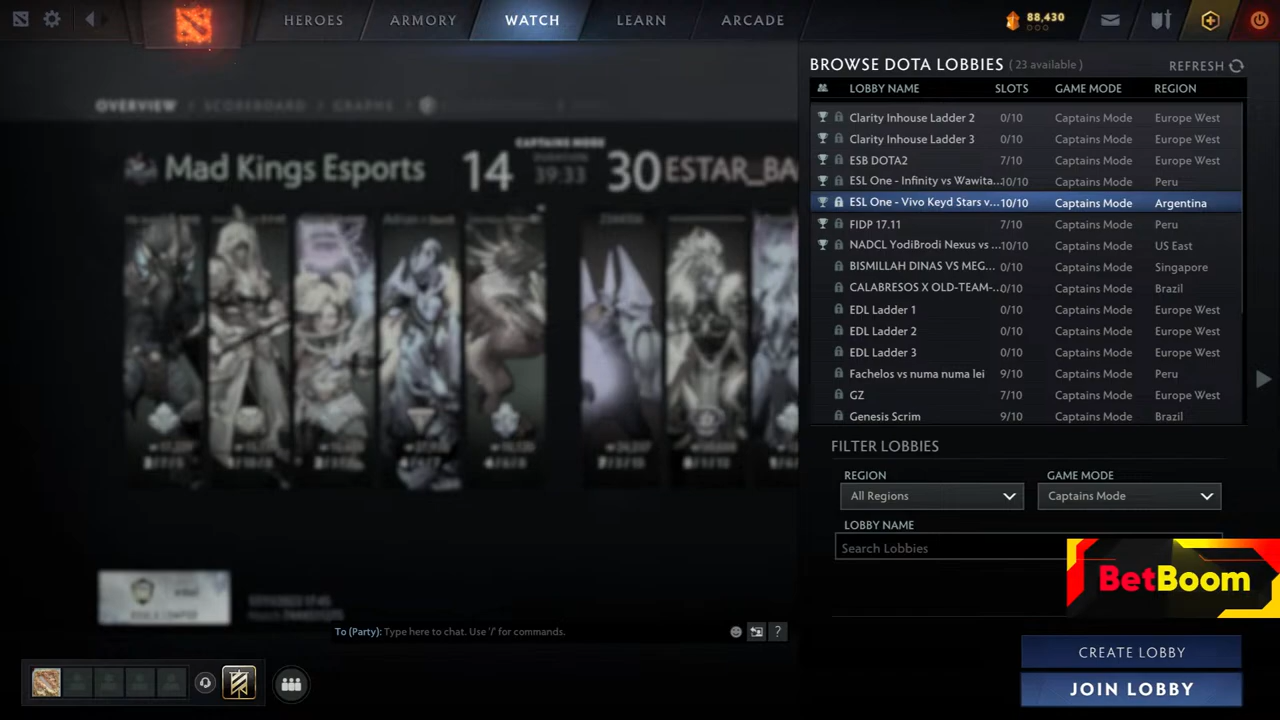 HEROES
ARMORY
WATCH
LEARN
ARCADE
88,430
OVERVIEW
SCOREBOARD
GRAPHS
CAPTAINS MODE
Mad Kings Esports
14
39:33
30
ESTAR_BA
BROWSE DOTA LOBBIES ( 23 available )
REFRESH
LOBBY NAME SLOTS GAME MODE REGION
Clarity Inhouse Ladder 2 0/10 Captains Mode Europe West
Clarity Inhouse Ladder 3 0/10 Captains Mode Europe West
ESB DOTA2 7/10 Captains Mode Europe West
ESL One - Infinity vs Wawita... 10/10 Captains Mode Peru
ESL One - Vivo Keyd Stars v... 10/10 Captains Mode Argentina
FIDP 17.11 7/10 Captains Mode Peru
NADCL YodiBrodi Nexus vs ... 10/10 Captains Mode US East
BISMILLAH DINAS VS MEG... 0/10 Captains Mode Singapore
CALABRESOS X OLD-TEAM-... 0/10 Captains Mode Brazil
EDL Ladder 1 0/10 Captains Mode Europe West
EDL Ladder 2 0/10 Captains Mode Europe West
EDL Ladder 3 0/10 Captains Mode Europe West
Fachelos vs numa numa lei 9/10 Captains Mode Peru
GZ 7/10 Captains Mode Europe West
Genesis Scrim 9/10 Captains Mode Brazil
FILTER LOBBIES
REGION GAME MODE
All Regions Captains Mode
LOBBY NAME
Search Lobbies
BetBoom
To (Party): Type here to chat. Use '/' for commands.
?
CREATE LOBBY
JOIN LOBBY